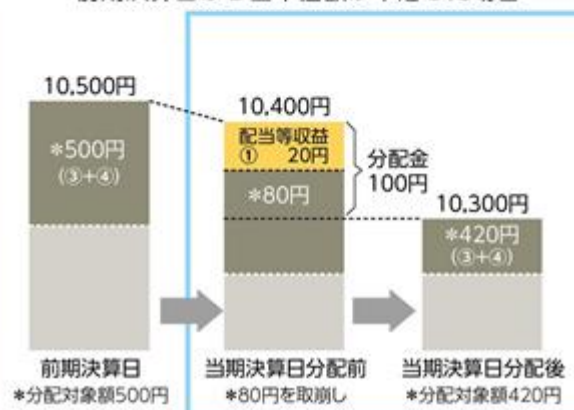 10,500円
*500円
(③+④)
前期決算日
*分配対象額500円
10,400円
配当等収益
① 20円
*80円
分配金
100円
当期決算日分配前
*80円を取崩し
10,300円
*420円
(③+④)
当期決算日分配後
*分配対象額420円